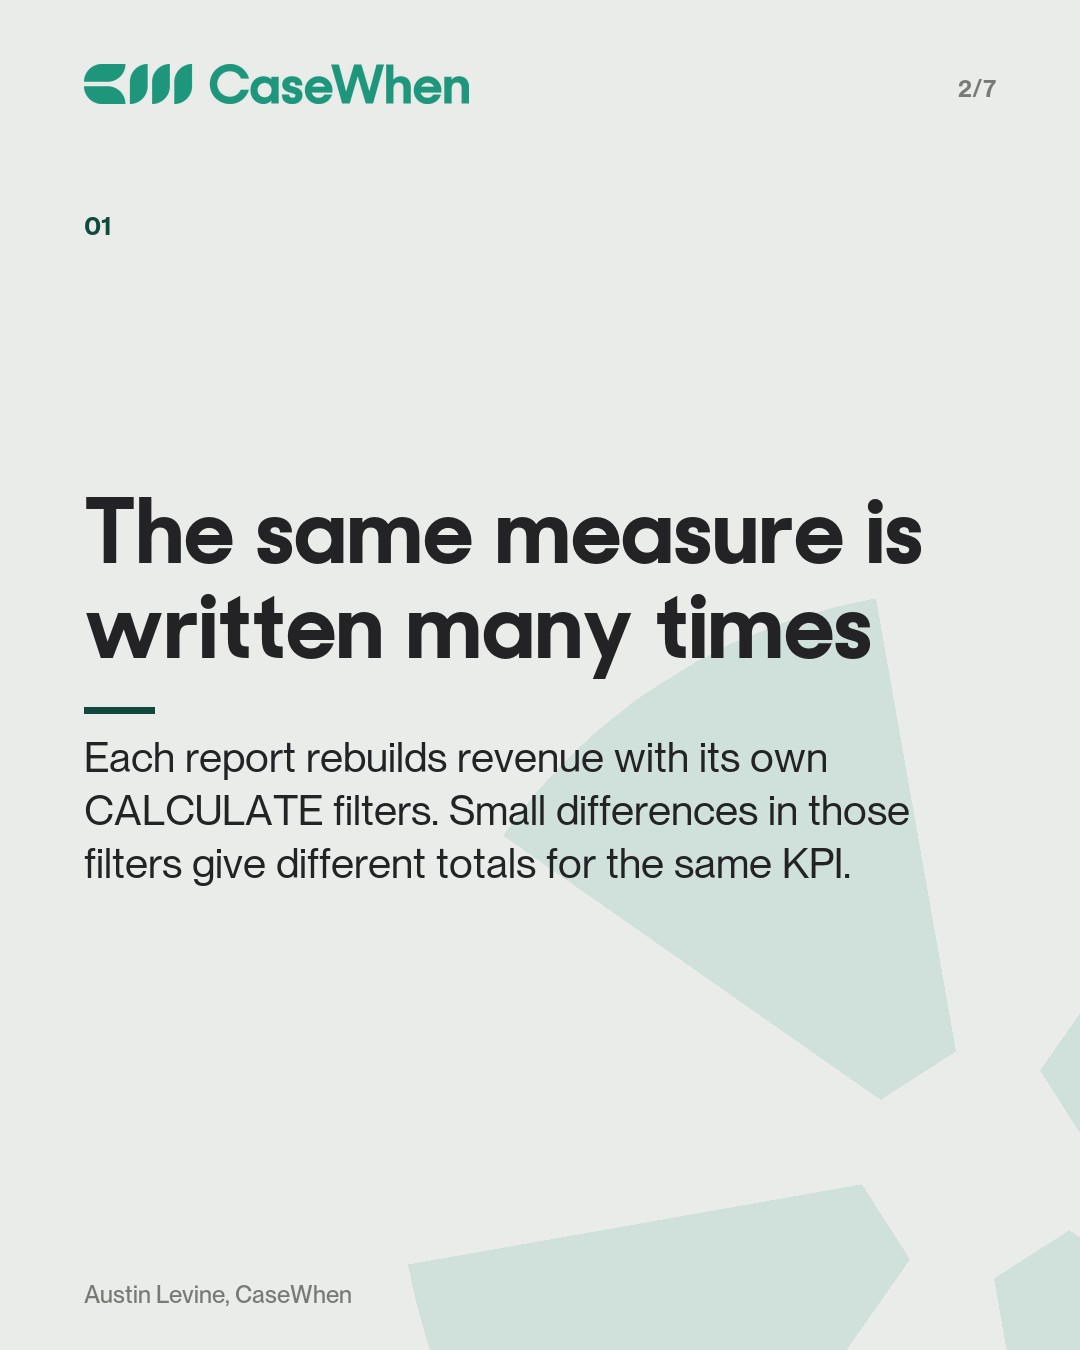 CaseWhen
2/7
01
The same measure is
written many times
Each report rebuilds revenue with its own
CALCULATE filters. Small differences in those
filters give different totals for the same KPI.
Austin Levine, CaseWhen